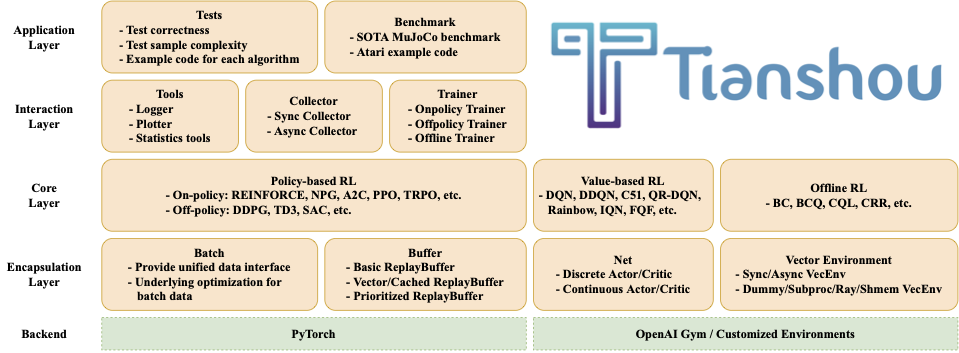 Application
Layer
Tests
- Test correctness
- Test sample complexity
- Example code for each algorithm
Benchmark
- SOTA MuJoCo benchmark
- Atari example code
Tianshou
Interaction
Layer
Tools
- Logger
- Plotter
- Statistics tools
Collector
- Sync Collector
- Async Collector
Trainer
- Onpolicy Trainer
- Offpolicy Trainer
- Offline Trainer
Core
Layer
Policy-based RL
- On-policy: REINFORCE, NPG, A2C, PPO, TRPO, etc.
- Off-policy: DDPG, TD3, SAC, etc.
Value-based RL
- DQN, DDQN, C51, QR-DQN,
Rainbow, IQN, FQF, etc.
Offline RL
- BC, BCQ, CQL, CRR, etc.
Encapsulation
Layer
Batch
- Provide unified data interface
- Underlying optimization for
batch data
Buffer
- Basic ReplayBuffer
- Vector/Cached ReplayBuffer
- Prioritized ReplayBuffer
Net
- Discrete Actor/Critic
- Continuous Actor/Critic
Vector Environment
- Sync/Async VecEnv
- Dummy/Subproc/Ray/Shmem VecEnv
Backend
PyTorch
OpenAI Gym / Customized Environments